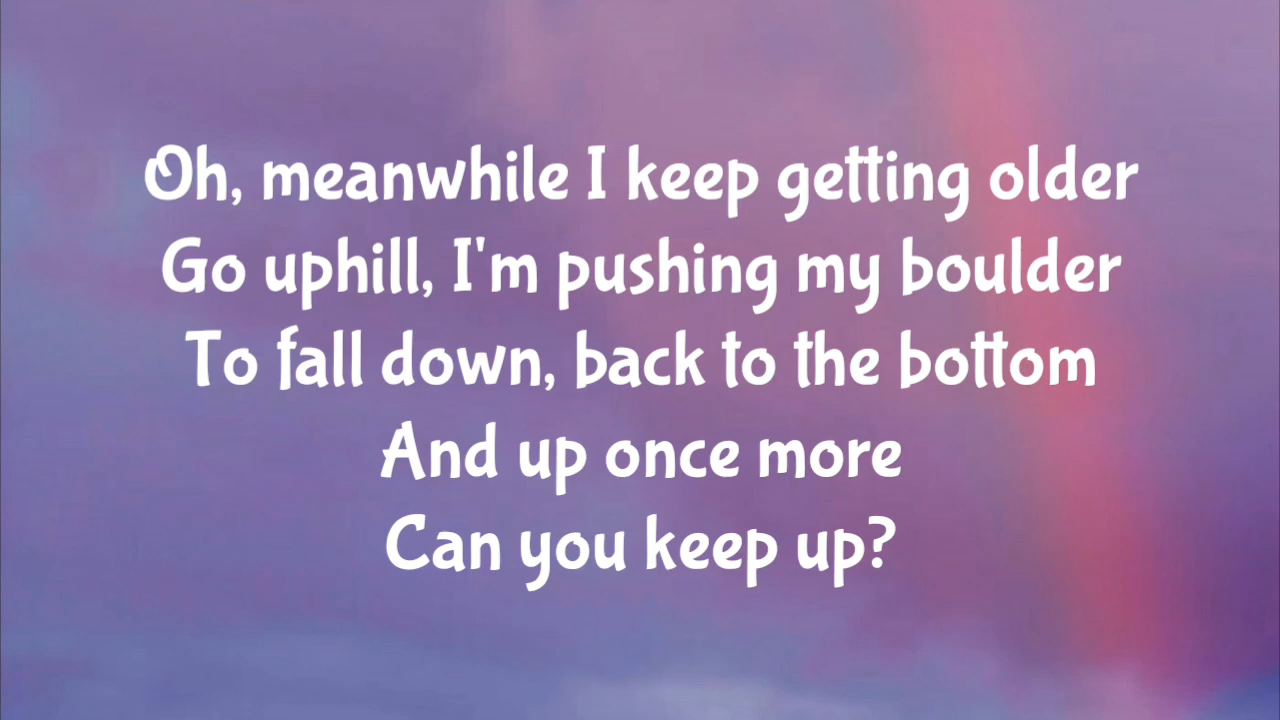 Oh, meanwhile I keep getting older
Go uphill, I'm pushing my boulder
To fall down, back to the bottom
And up once more
Can you keep up?